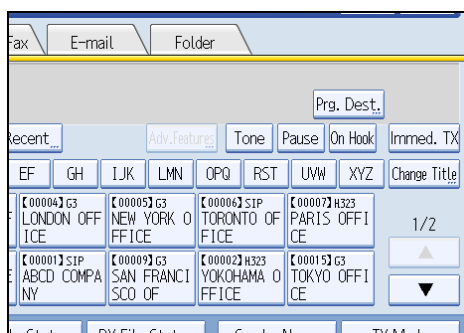 Fax E-mail Folder
Prg. Dest.
Recent Adv.Features Tone Pause On Hook Immed. TX
EF GH IJK LMN OPQ RST UVW XYZ Change Title
【00004】G3 【00005】G3 【00006】SIP 【00007】H323
LONDON OFF NEW YORK O TORONTO OF PARIS OFFI
ICE FFICE FICE CE
1/2
【00001】SIP 【00009】G3 【00002】H323 【00015】G3
ABCD COMPA SAN FRANCI YOKOHAMA O TOKYO OFFI
NY SCO OF FFICE CE